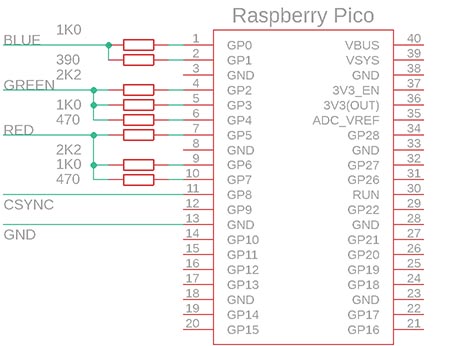 Raspberry Pico
1K0
BLUE
390
2K2
GREEN
1K0
470
RED
2K2
1K0
470
CSYNC
GND
1 GP0 VBUS 40
2 GP1 VSYS 39
3 GND GND 38
4 GP2 3V3_EN 37
5 GP3 3V3(OUT) 36
6 GP4 ADC_VREF 35
7 GP5 GP28 34
8 GND GND 33
9 GP6 GP27 32
10 GP7 GP26 31
11 GP8 RUN 30
12 GP9 GP22 29
13 GND GND 28
14 GP10 GP21 27
15 GP11 GP20 26
16 GP12 GP19 25
17 GP13 GP18 24
18 GND GND 23
19 GP14 GP17 22
20 GP15 GP16 21